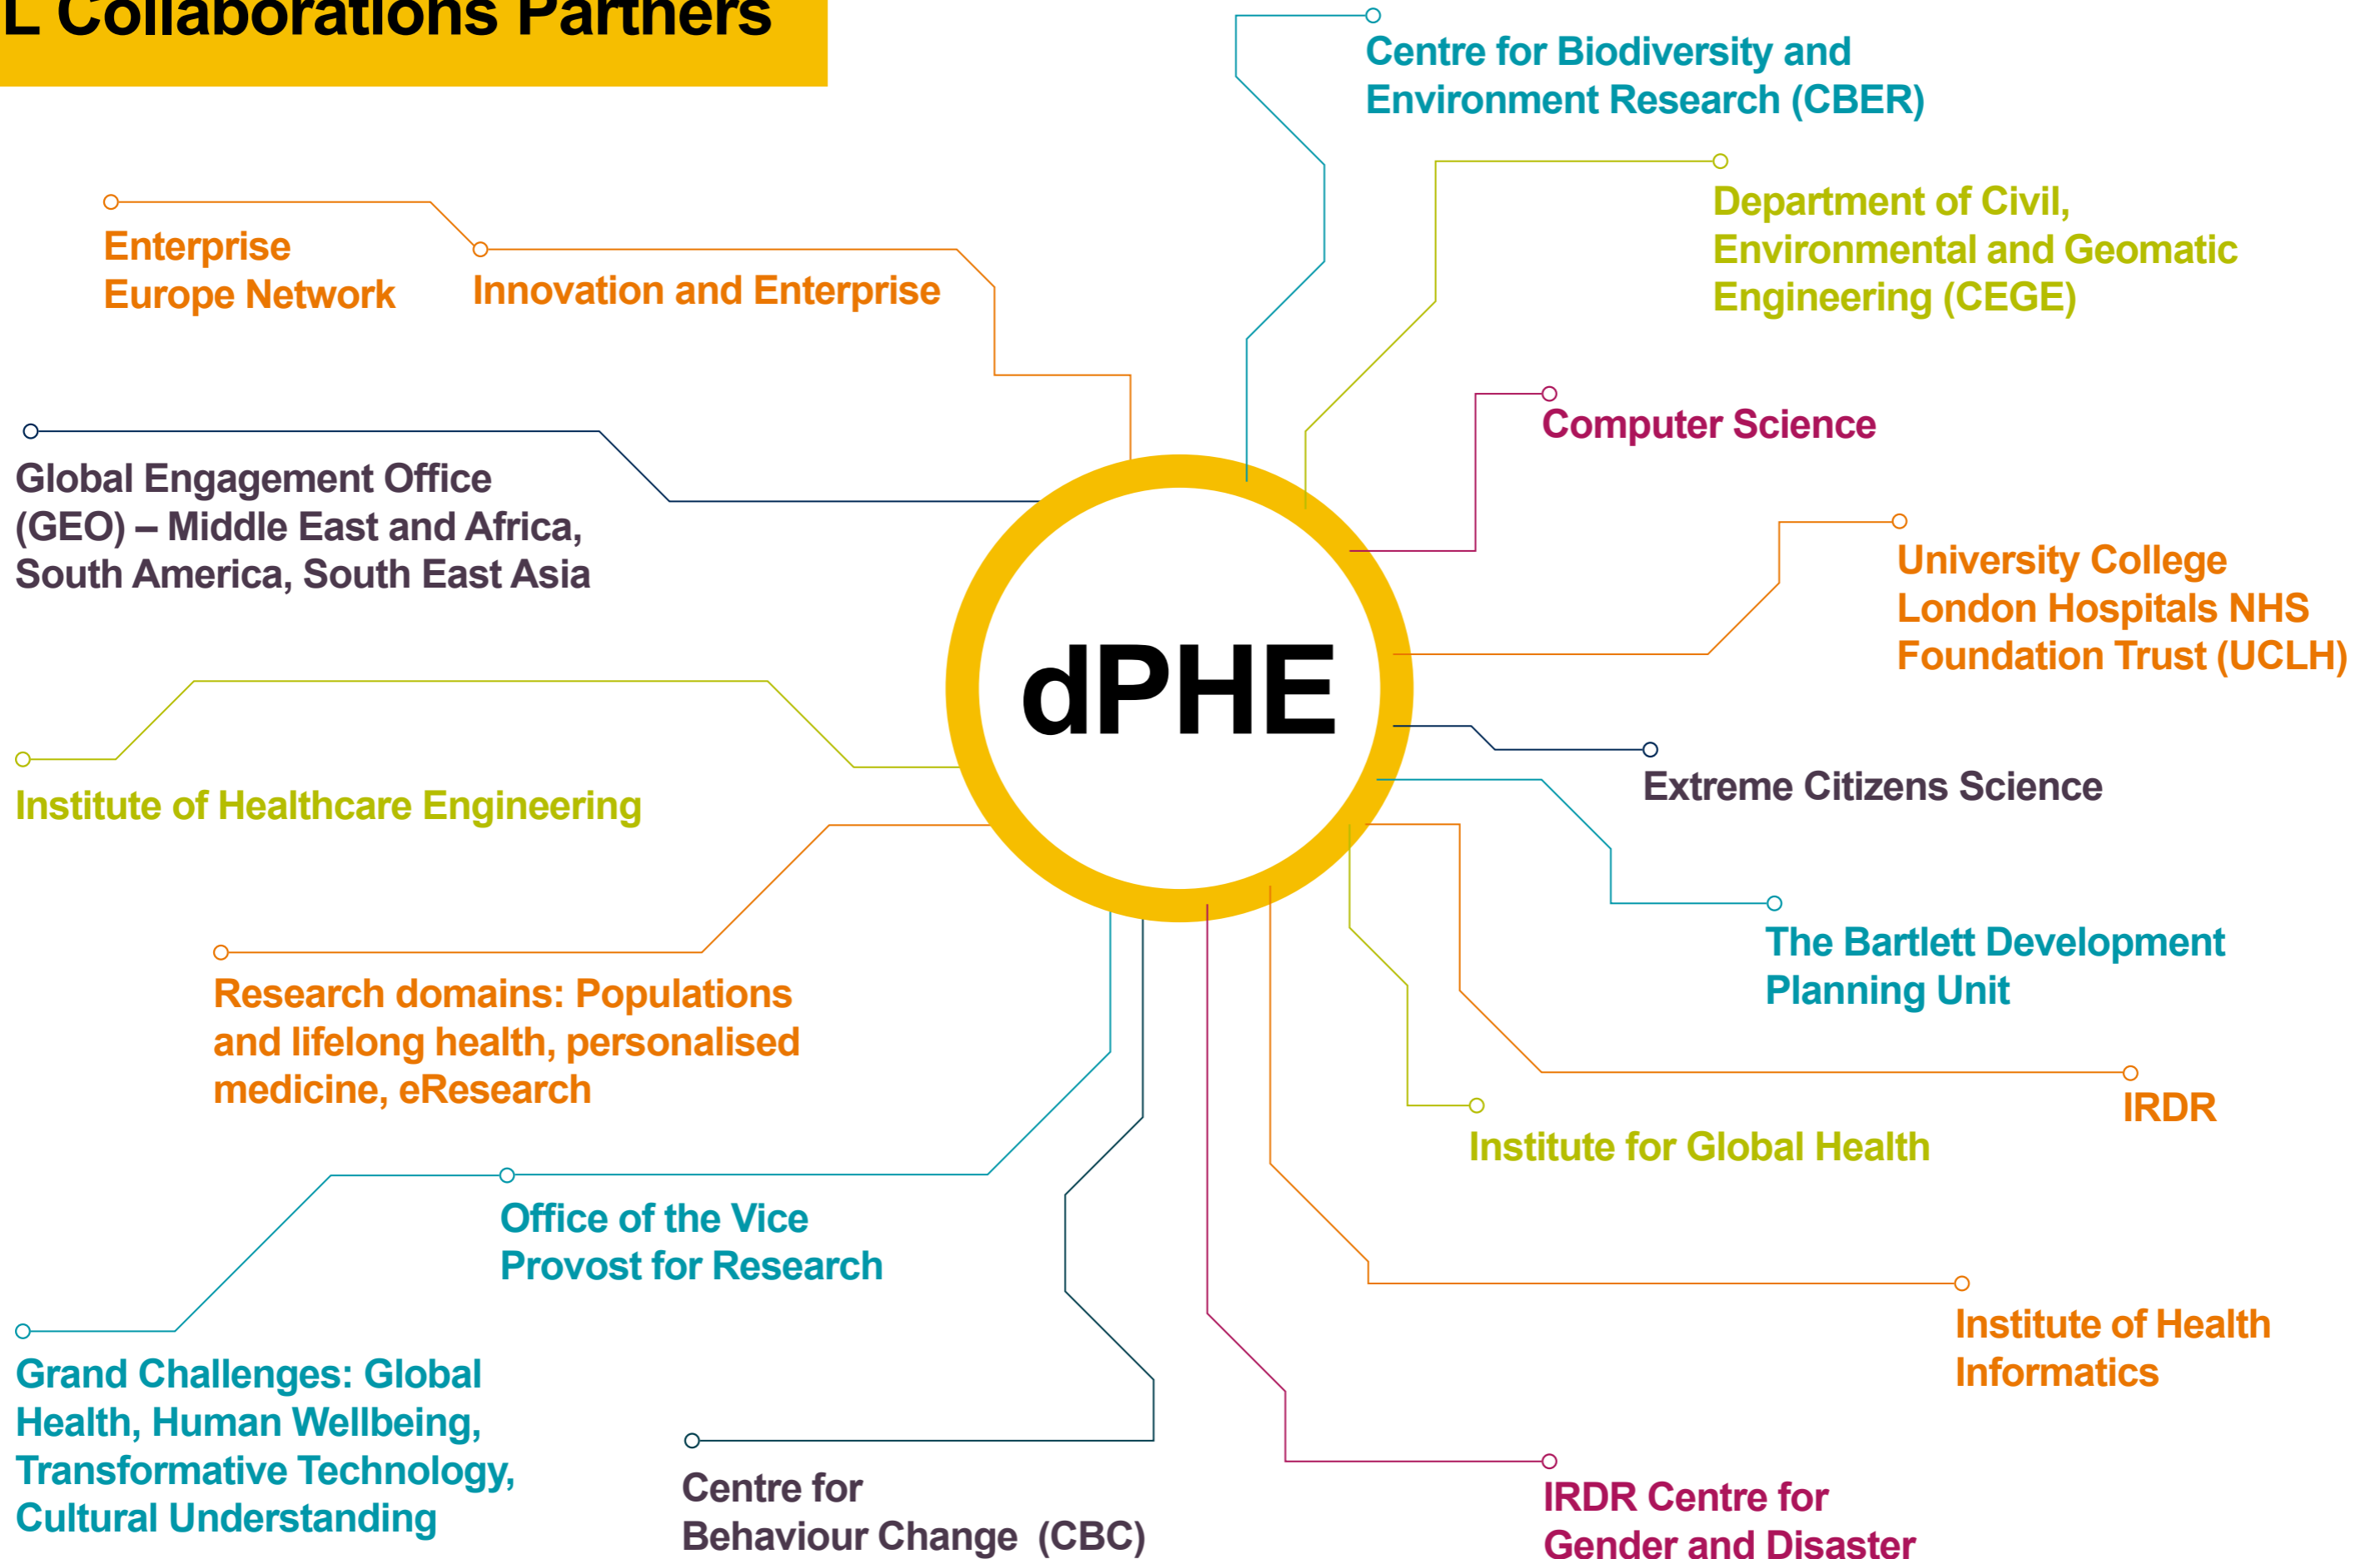 L Collaborations Partners
Centre for Biodiversity and
Environment Research (CBER)
Department of Civil,
Environmental and Geomatic
Engineering (CEGE)
Enterprise
Europe Network
Innovation and Enterprise
Computer Science
Global Engagement Office
(GEO) – Middle East and Africa,
South America, South East Asia
University College
London Hospitals NHS
Foundation Trust (UCLH)
dPHE
Extreme Citizens Science
Institute of Healthcare Engineering
The Bartlett Development
Planning Unit
Research domains: Populations
and lifelong health, personalised
medicine, eResearch
IRDR
Institute for Global Health
Office of the Vice
Provost for Research
Institute of Health
Informatics
Grand Challenges: Global
Health, Human Wellbeing,
Transformative Technology,
Cultural Understanding
Centre for
Behaviour Change (CBC)
IRDR Centre for
Gender and Disaster